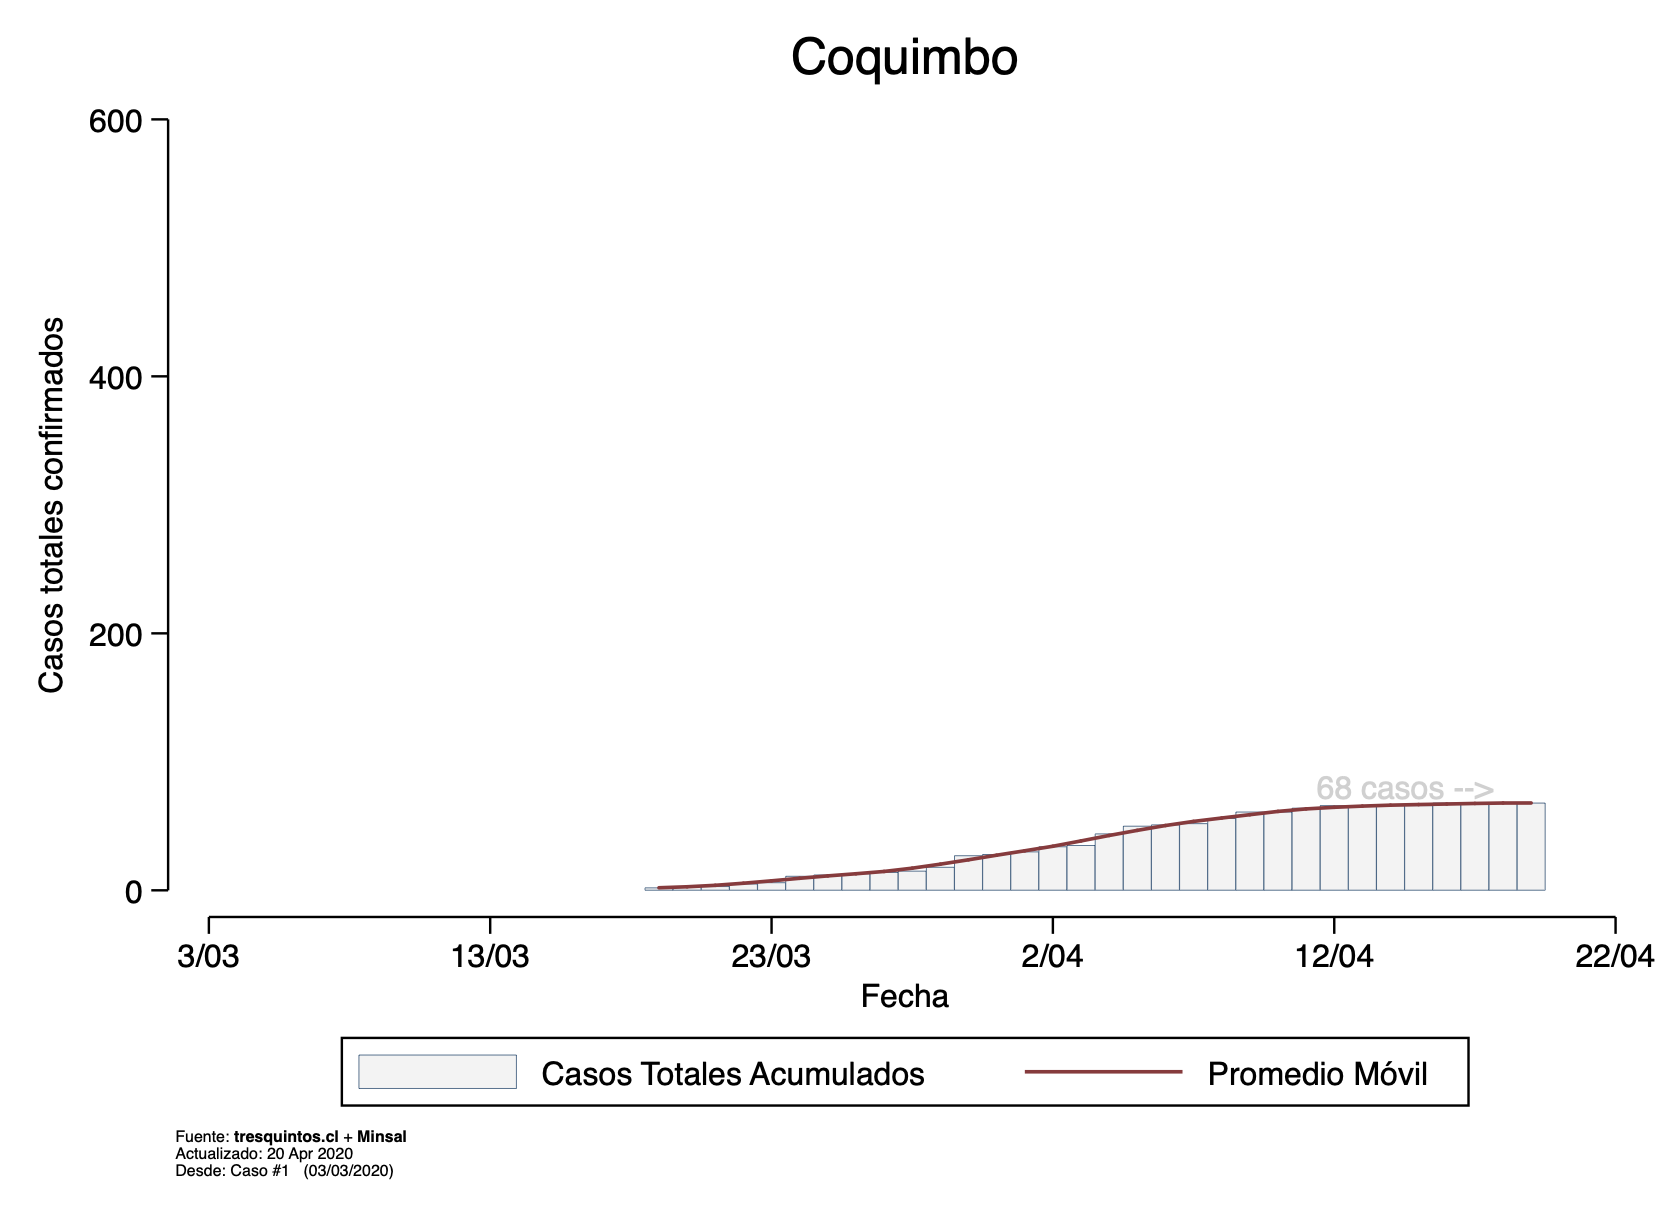 Coquimbo
600
400
200
0
Casos totales confirmados
68 casos -->
3/03 13/03 23/03 2/04 12/04 22/04
Fecha
Casos Totales Acumulados Promedio Móvil
Fuente: tresquintos.cl + Minsal
Actualizado: 20 Apr 2020
Desde: Caso #1 (03/03/2020)